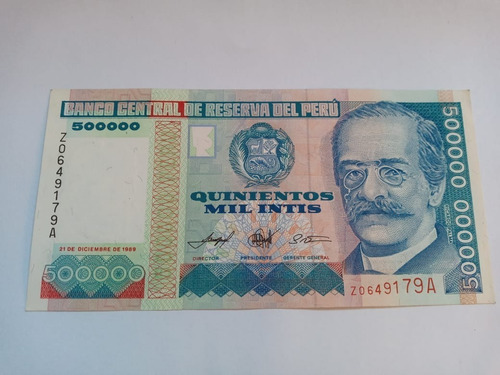 BANCO CENTRAL DE RESERVA DEL PERÚ
500000
Z0649179A
QUINIENTOS
MIL INTIS
21 DE DICIEMBRE DE 1989
DIRECTOR PRESIDENTE GERENTE GENERAL
500000
500000 500000
Z0649179A